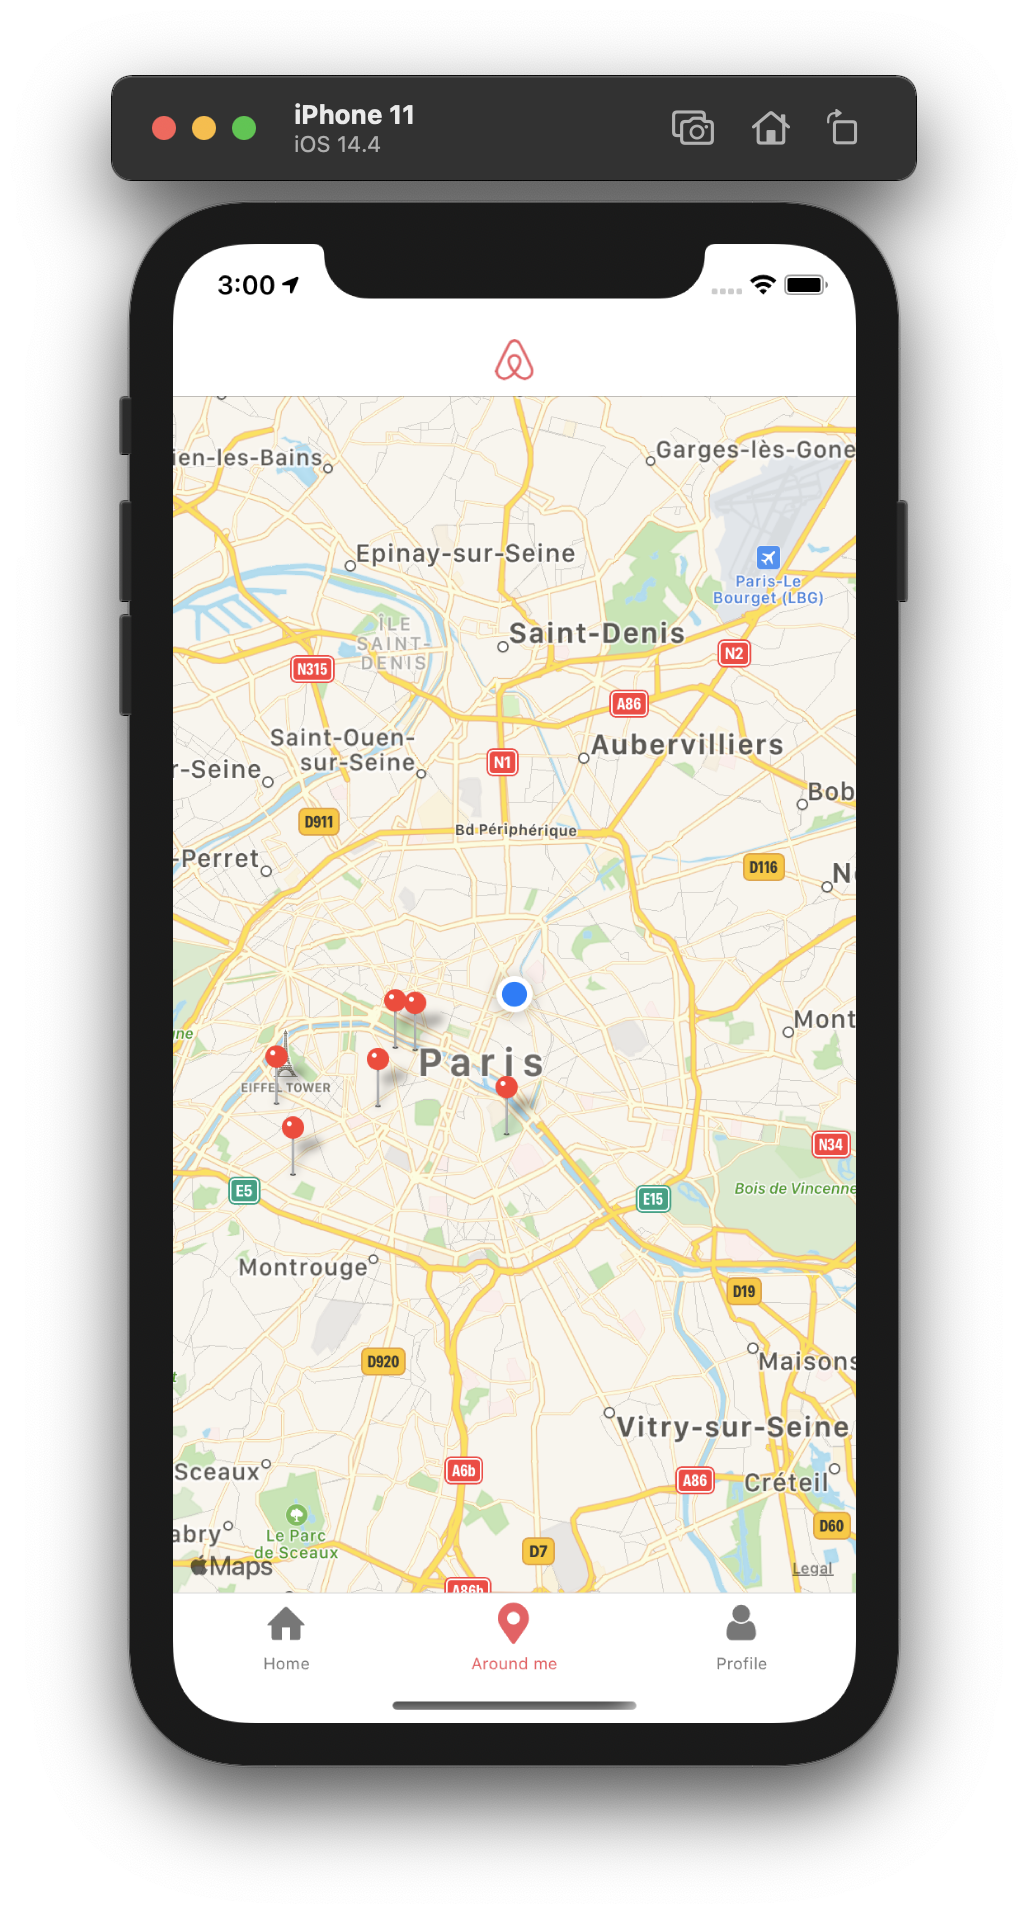 iPhone 11
iOS 14.4
3:00
ien-les-Bains
Garges-lès-Gone
Epinay-sur-Seine
Paris-Le
Bourget (LBG)
ÎLE
SAINT-
DENIS
Saint-Denis
N2
N315
A86
Saint-Ouen-
sur-Seine
Aubervilliers
N1
r-Seine
Bob
D911
Bd Périphérique
-Perret
D116
N
Mont
ne
Paris
EIFFEL TOWER
N34
E5
E15
Bois de Vincenne
Montrouge
D19
D920
Maisons
Vitry-sur-Seine
Sceaux
A6b
A86
Créteil
abry
Le Parc
de Sceaux
D60
D7
Maps
Legal
A86b
Home
Around me
Profile